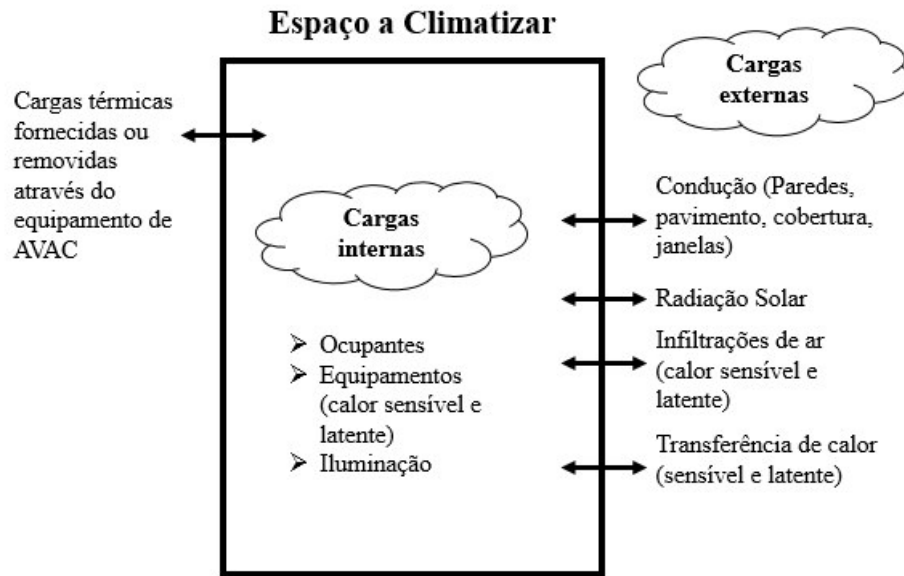 Espaço a Climatizar
Cargas térmicas
fornecidas ou
removidas
através do
equipamento de
AVAC
Cargas
internas
➢ Ocupantes
➢ Equipamentos
(calor sensível e
latente)
➢ Iluminação
Cargas
externas
Condução (Paredes,
pavimento, cobertura,
janelas)
Radiação Solar
Infiltrações de ar
(calor sensível e
latente)
Transferência de calor
(sensível e latente)